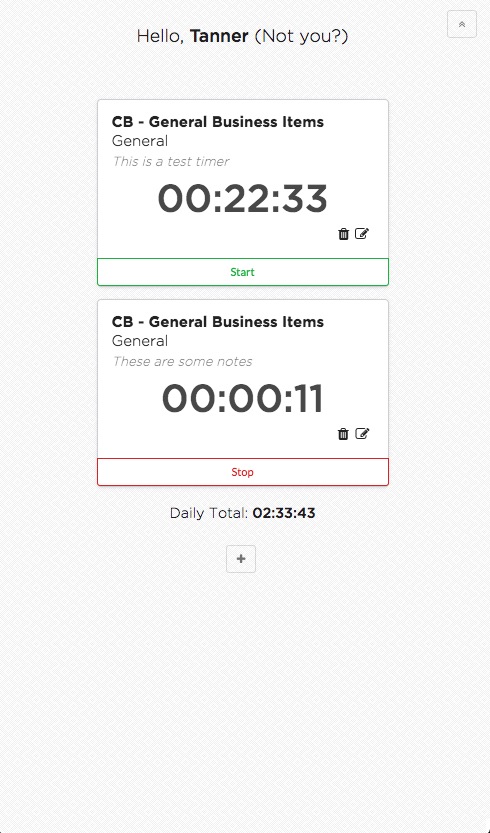 Hello, Tanner (Not you?)
CB - General Business Items
General
This is a test timer
00:22:33
Start
CB - General Business Items
General
These are some notes
00:00:11
Stop
Daily Total: 02:33:43
+